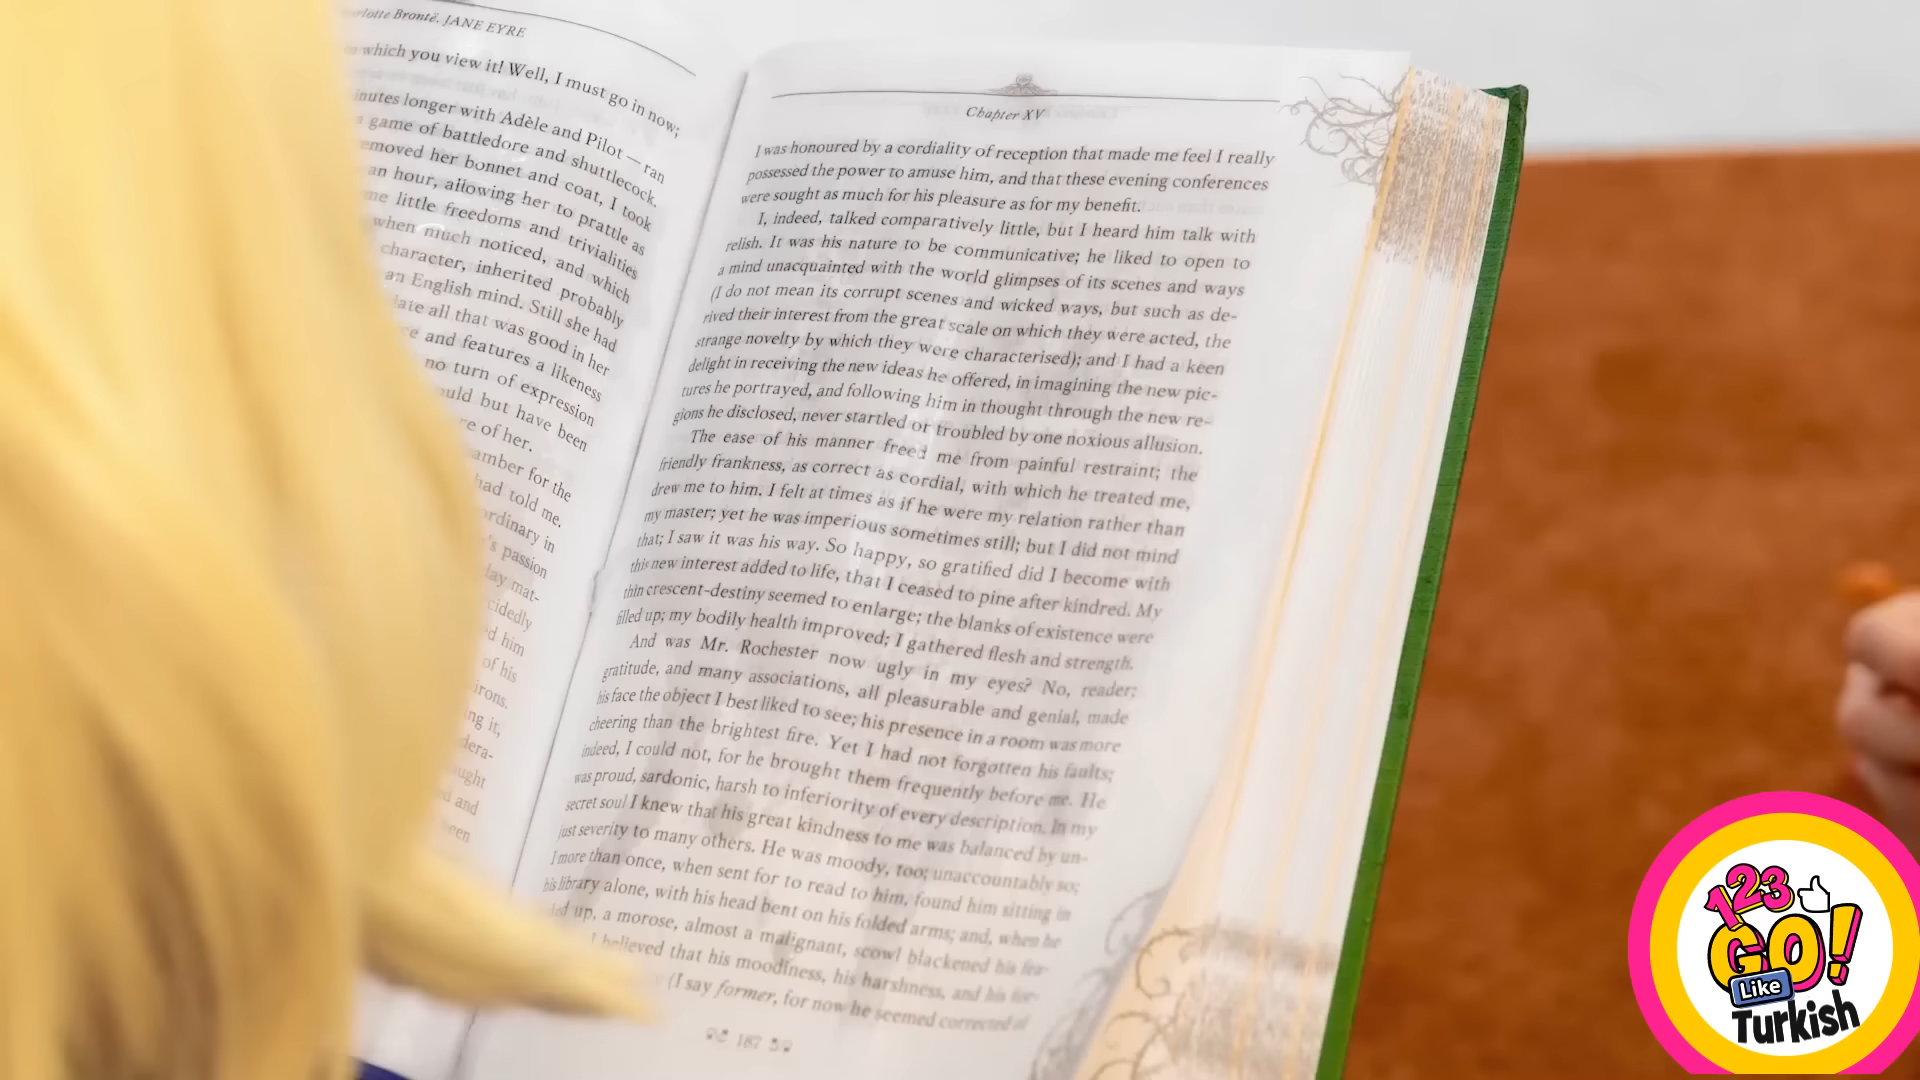 Charlotte Brontë. JANE EYRE
in which you view it! Well, I must go in now;
minutes longer with Adèle and Pilot — ran
a game of battledore and shuttlecock.
removed her bonnet and coat, I took
an hour, allowing her to prattle as
me little freedoms and trivialities
when much noticed, and which
character, inherited probably
an English mind. Still she had
all that was good in her
and features a likeness
no turn of expression
but have been
of her.
for the
had told me.
ordinary in
's passion
day mat-
him
of his
irons.
it,
and
Chapter XV
I was honoured by a cordiality of reception that made me feel I really
possessed the power to amuse him, and that these evening conferences
were sought as much for his pleasure as for my benefit.
I, indeed, talked comparatively little, but I heard him talk with
relish. It was his nature to be communicative; he liked to open to
a mind unacquainted with the world glimpses of its scenes and ways
(I do not mean its corrupt scenes and wicked ways, but such as de-
rived their interest from the great scale on which they were acted, the
strange novelty by which they were characterised); and I had a keen
delight in receiving the new ideas he offered, in imagining the new pic-
tures he portrayed, and following him in thought through the new re-
gions he disclosed, never startled or troubled by one noxious allusion.
The ease of his manner freed me from painful restraint; the
friendly frankness, as correct as cordial, with which he treated me,
drew me to him. I felt at times as if he were my relation rather than
my master; yet he was imperious sometimes still; but I did not mind
that; I saw it was his way. So happy, so gratified did I become with
this new interest added to life, that I ceased to pine after kindred. My
thin crescent-destiny seemed to enlarge; the blanks of existence were
filled up; my bodily health improved; I gathered flesh and strength.
And was Mr. Rochester now ugly in my eyes? No, reader;
gratitude, and many associations, all pleasurable and genial, made
his face the object I best liked to see; his presence in a room was more
cheering than the brightest fire. Yet I had not forgotten his faults;
indeed, I could not, for he brought them frequently before me. He
was proud, sardonic, harsh to inferiority of every description. In my
secret soul I knew that his great kindness to me was balanced by un-
just severity to many others. He was moody, too; unaccountably so;
I more than once, when sent for to read to him, found him sitting in
his library alone, with his head bent on his folded arms; and, when he
up, a morose, almost a malignant, scowl blackened his fea-
I believed that his moodiness, his harshness, and his for-
(I say former, for now he seemed corrected of
187
123
GO!
Like
Turkish